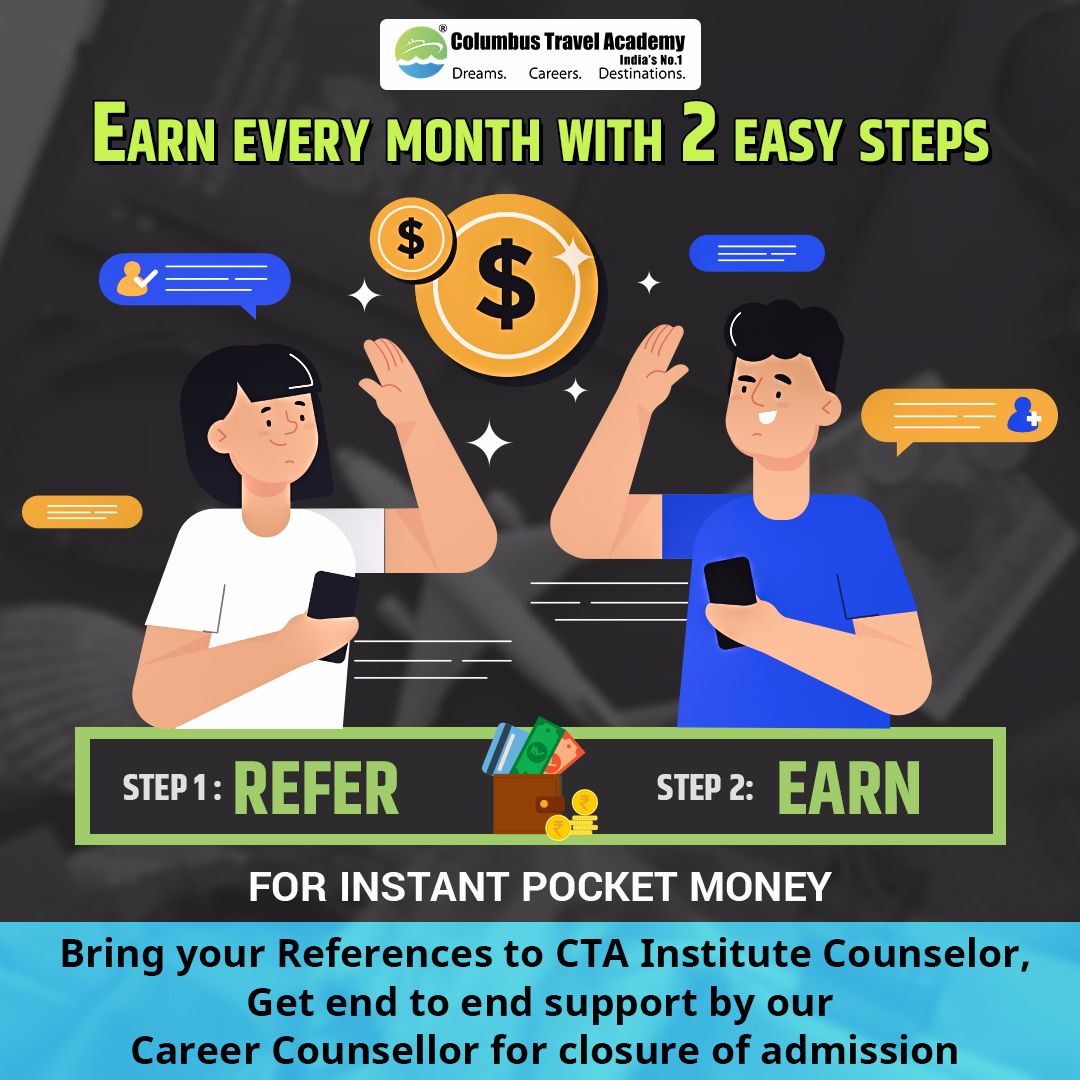 ®
Columbus Travel Academy
India's No.1
Dreams. Careers. Destinations.
EARN EVERY MONTH WITH 2 EASY STEPS
$
$
STEP 1 : REFER
STEP 2: EARN
FOR INSTANT POCKET MONEY
Bring your References to CTA Institute Counselor,
Get end to end support by our
Career Counsellor for closure of admission